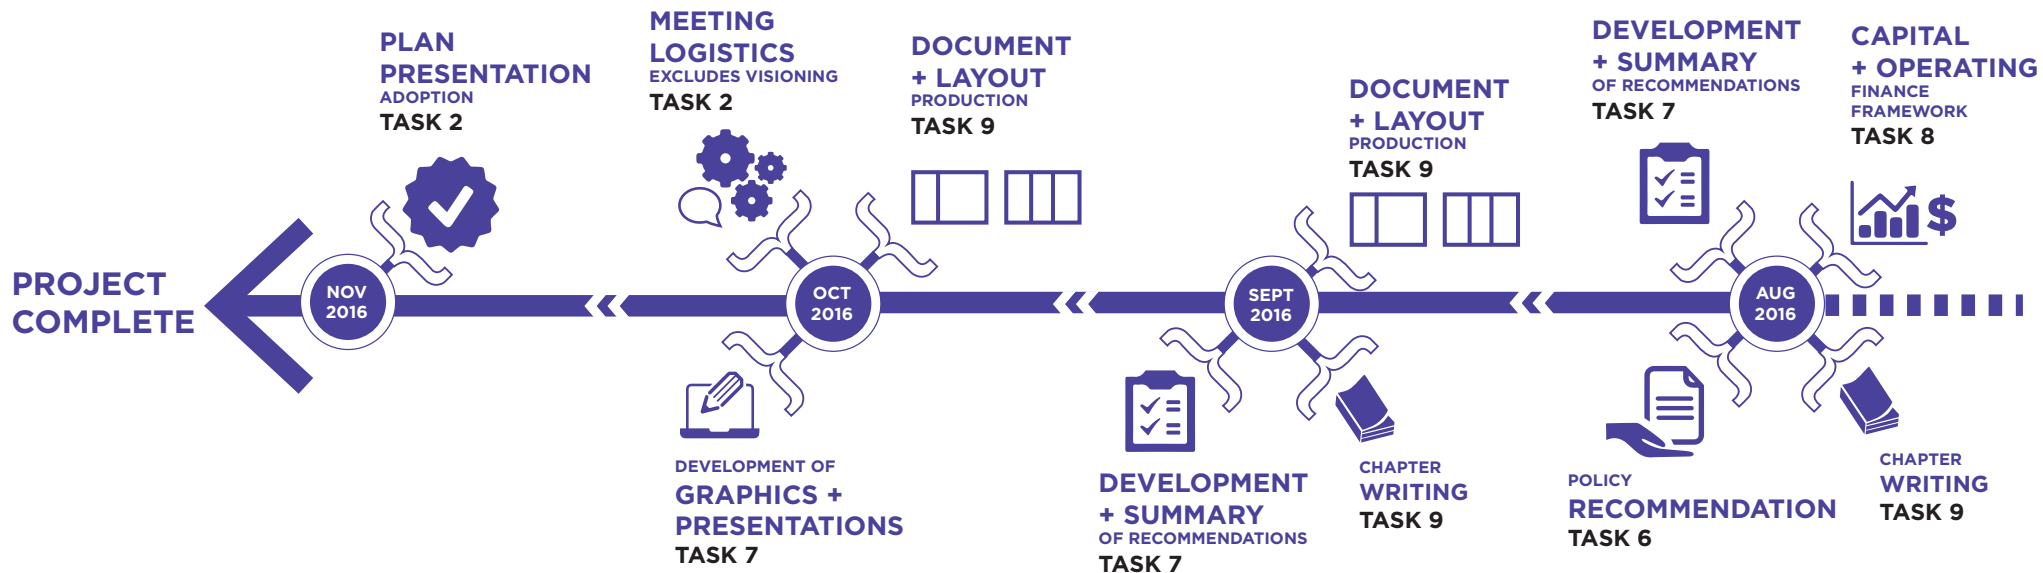 PROJECT
COMPLETE
NOV
2016
PLAN
PRESENTATION
ADOPTION
TASK 2
OCT
2016
MEETING
LOGISTICS
EXCLUDES VISIONING
TASK 2
DOCUMENT
+ LAYOUT
PRODUCTION
TASK 9
DEVELOPMENT OF
GRAPHICS +
PRESENTATIONS
TASK 7
SEPT
2016
DOCUMENT
+ LAYOUT
PRODUCTION
TASK 9
DEVELOPMENT
+ SUMMARY
OF RECOMMENDATIONS
TASK 7
CHAPTER
WRITING
TASK 9
AUG
2016
DEVELOPMENT
+ SUMMARY
OF RECOMMENDATIONS
TASK 7
CAPITAL
+ OPERATING
FINANCE
FRAMEWORK
TASK 8
$
POLICY
RECOMMENDATION
TASK 6
CHAPTER
WRITING
TASK 9